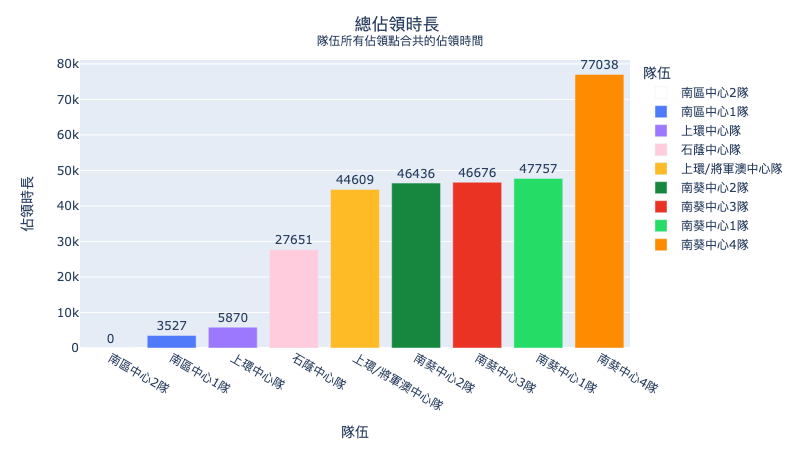 總佔領時長
隊伍所有佔領點合共的佔領時間
佔領時長
80k
70k
60k
50k
40k
30k
20k
10k
0
0
3527
5870
27651
44609
46436
46676
47757
77038
南區中心2隊
南區中心1隊
上環中心隊
石蔭中心隊
上環/將軍澳中心隊
南葵中心2隊
南葵中心3隊
南葵中心1隊
南葵中心4隊
隊伍
隊伍
南區中心2隊
南區中心1隊
上環中心隊
石蔭中心隊
上環/將軍澳中心隊
南葵中心2隊
南葵中心3隊
南葵中心1隊
南葵中心4隊